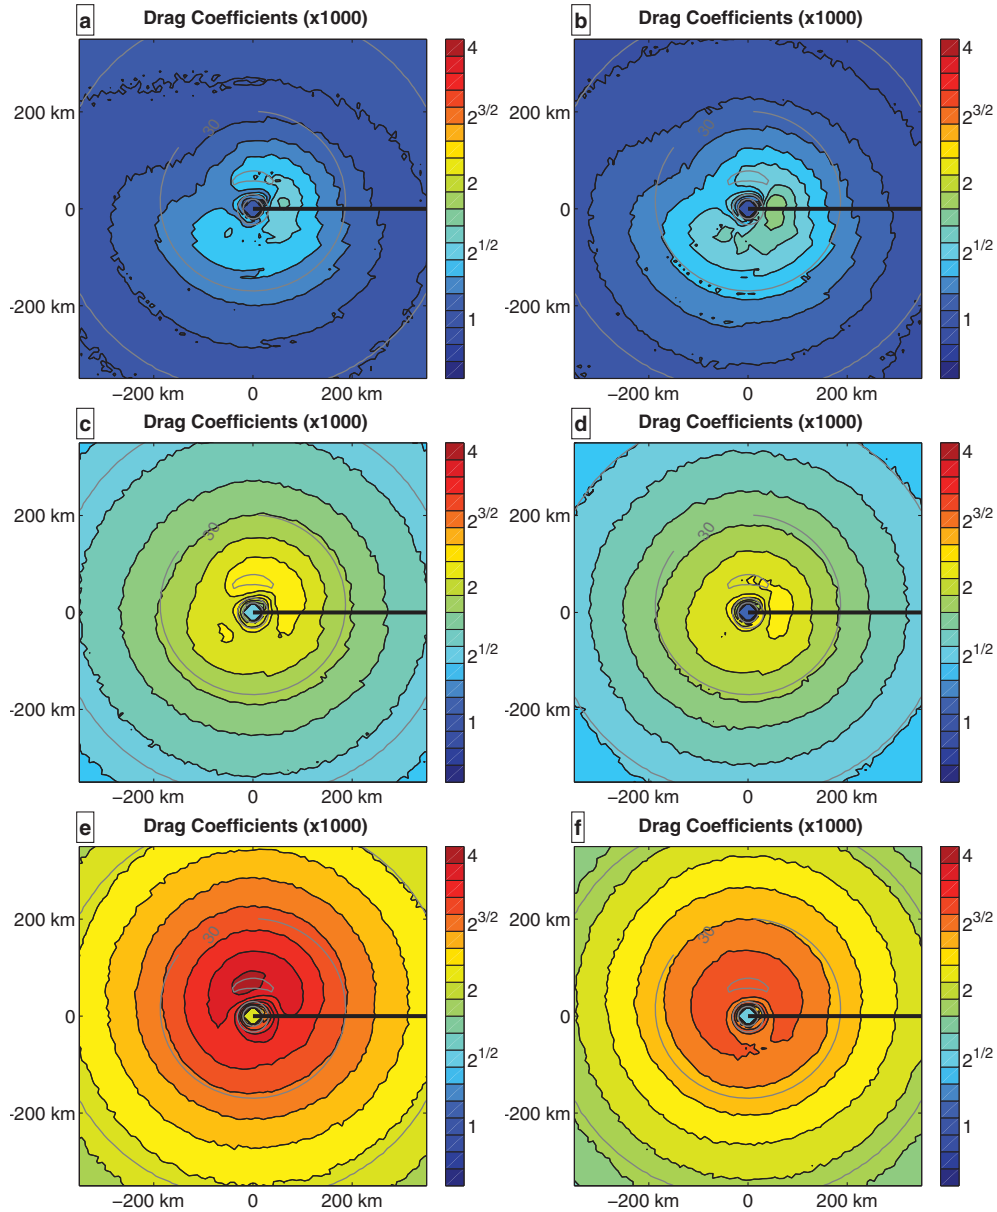 a Drag Coefficients (x1000)
4
2^3/2
2
2^1/2
1
200 km
0
-200 km
30
−200 km 0 200 km
b Drag Coefficients (x1000)
4
2^3/2
2
2^1/2
1
200 km
0
-200 km
30
−200 km 0 200 km
c Drag Coefficients (x1000)
4
2^3/2
2
2^1/2
1
200 km
0
-200 km
30
−200 km 0 200 km
d Drag Coefficients (x1000)
4
2^3/2
2
2^1/2
1
200 km
0
-200 km
30
−200 km 0 200 km
e Drag Coefficients (x1000)
4
2^3/2
2
2^1/2
1
200 km
0
-200 km
30
−200 km 0 200 km
f Drag Coefficients (x1000)
4
2^3/2
2
2^1/2
1
200 km
0
-200 km
30
−200 km 0 200 km